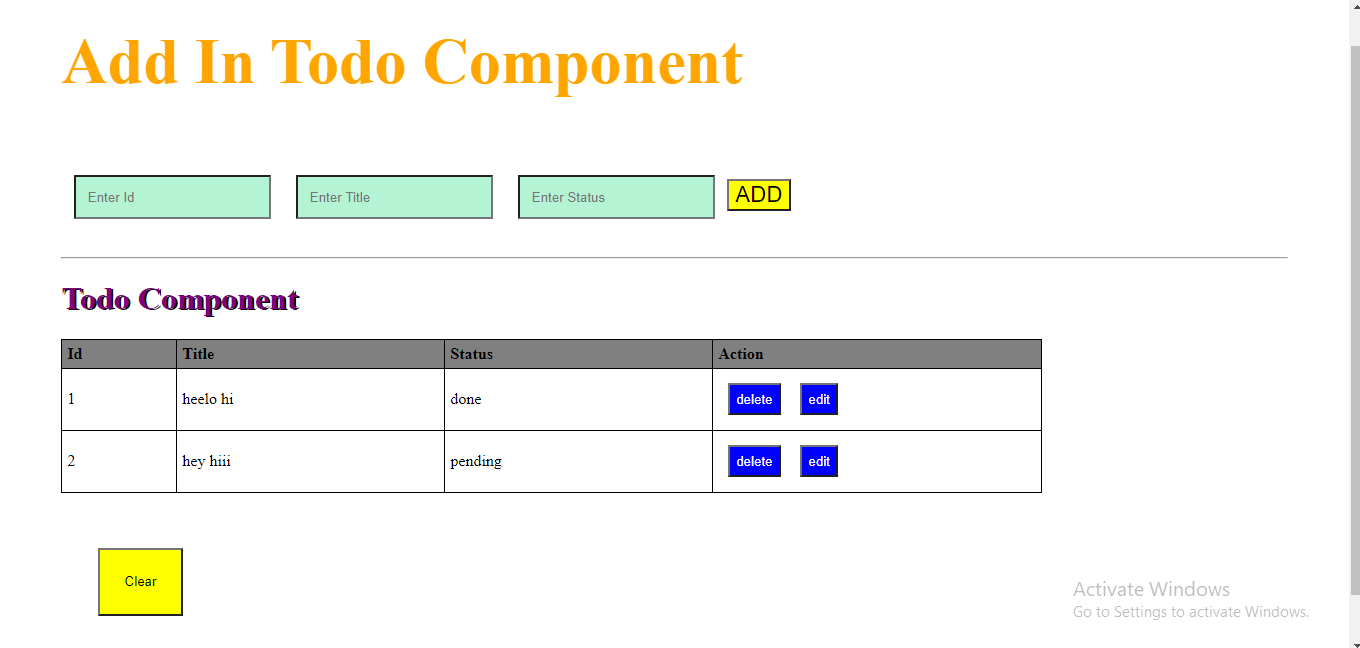 Add In Todo Component
Enter Id Enter Title Enter Status ADD
Todo Component
Id Title Status Action
1 heelo hi done delete edit
2 hey hiii pending delete edit
Clear
Activate Windows
Go to Settings to activate Windows.